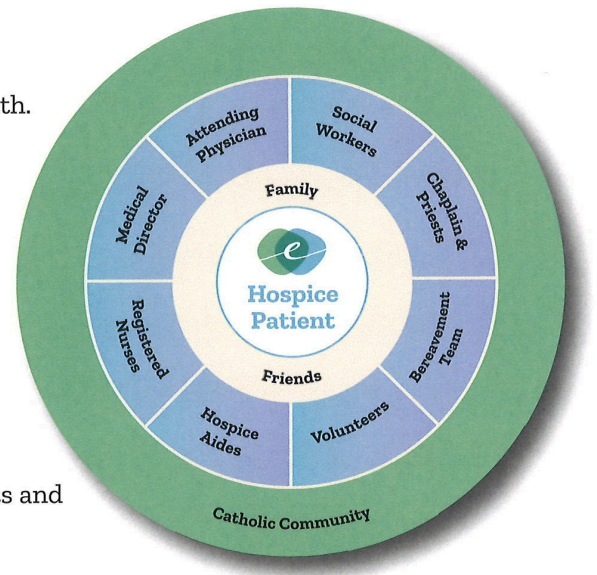 th.
Attending
Physician
Social
Workers
Chaplain &
Priests
Bereavement
Team
Volunteers
Hospice
Aides
Registered
Nurses
Medical
Director
Family
e
Hospice
Patient
Friends
s and
Catholic Community